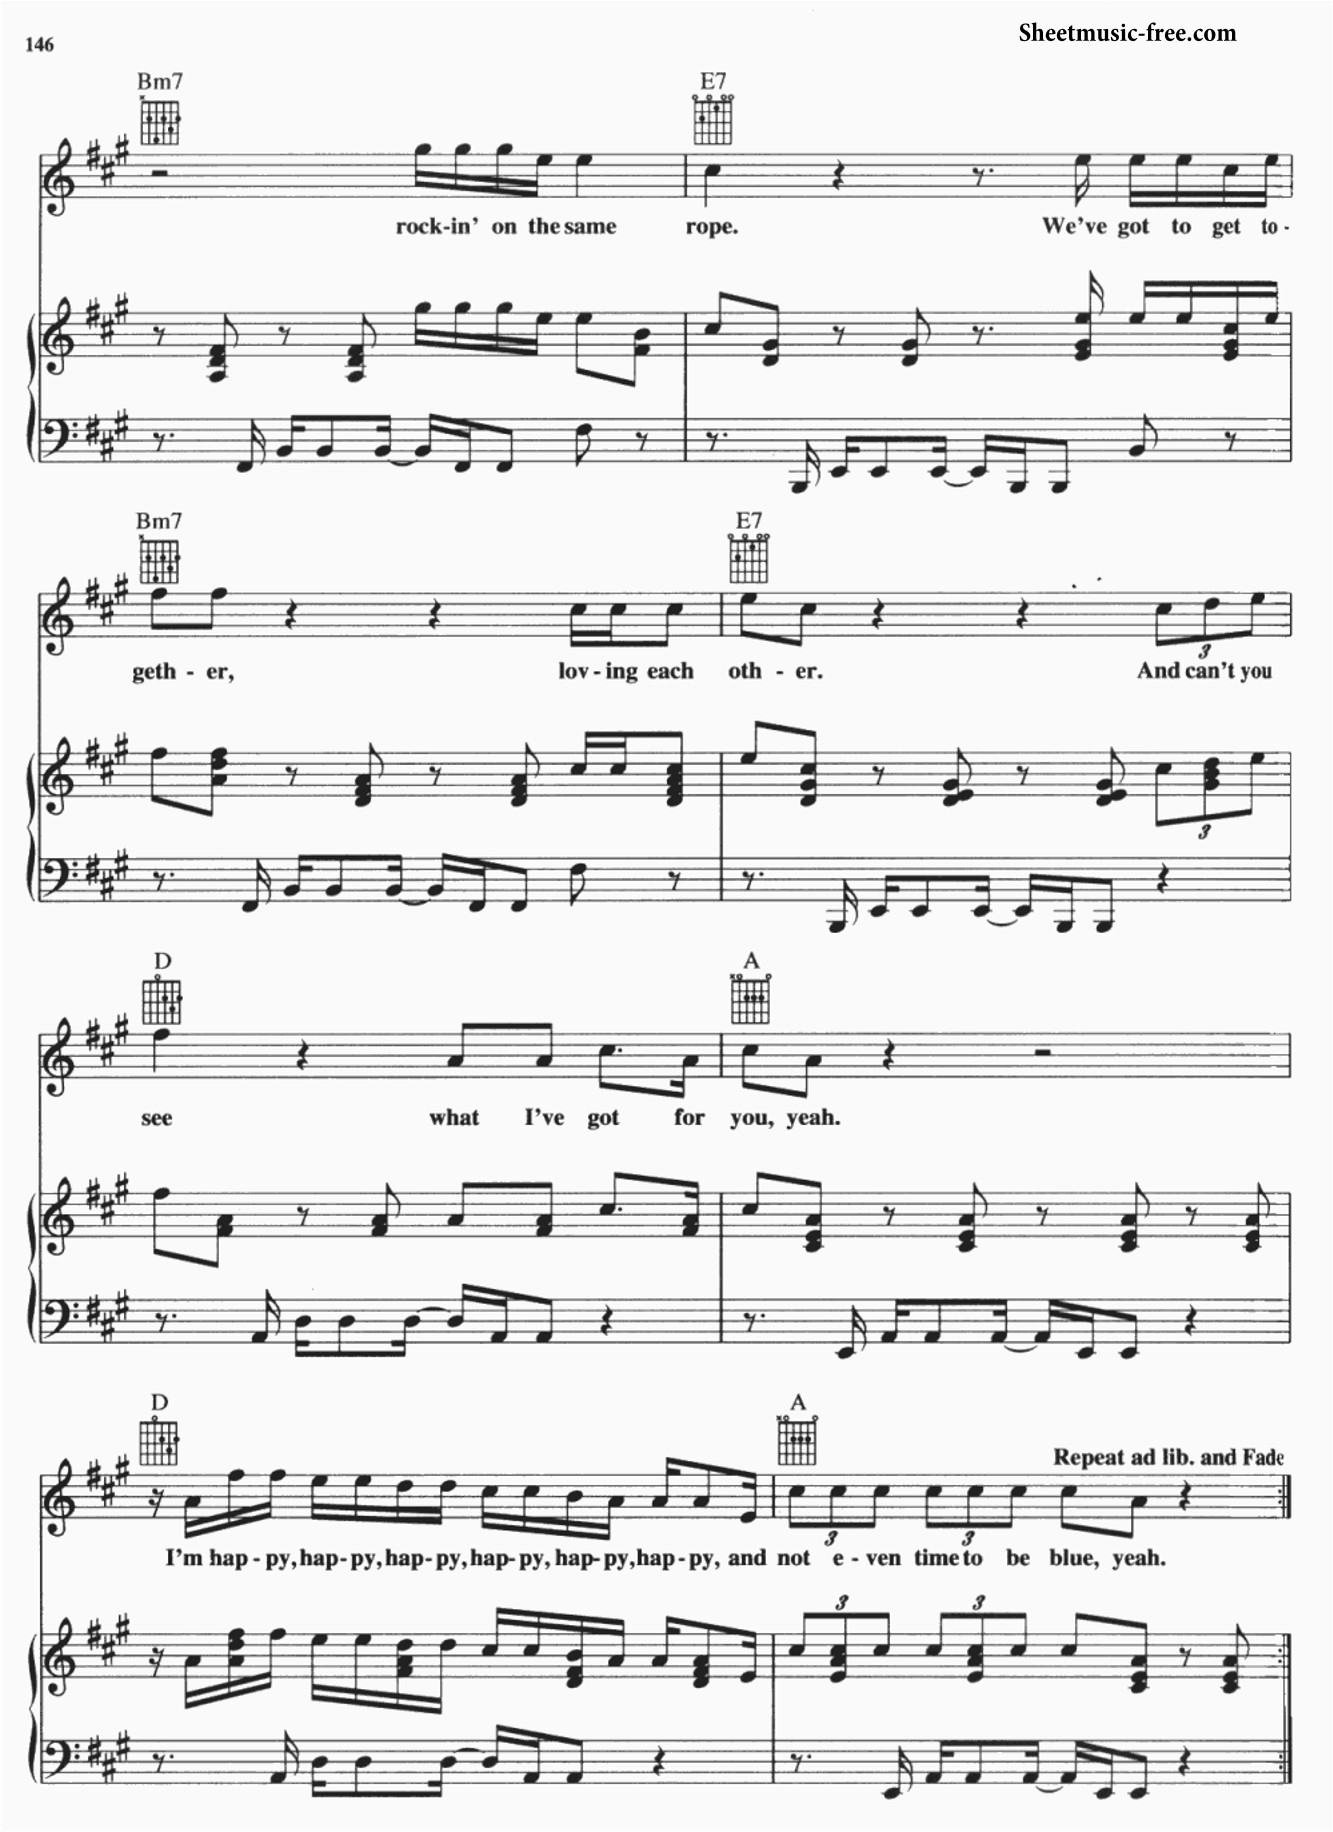 146
Sheetmusic-free.com
Bm7 E7
rock-in' on the same rope. We've got to get to-
Bm7 E7
geth - er, lov - ing each oth - er. And can't you
3
3
D A
see what I've got for you, yeah.
D A
Repeat ad lib. and Fade
3 3
I'm hap - py, hap - py, hap - py, hap - py, hap - py, hap - py, and not e - ven time to be blue, yeah.
3 3